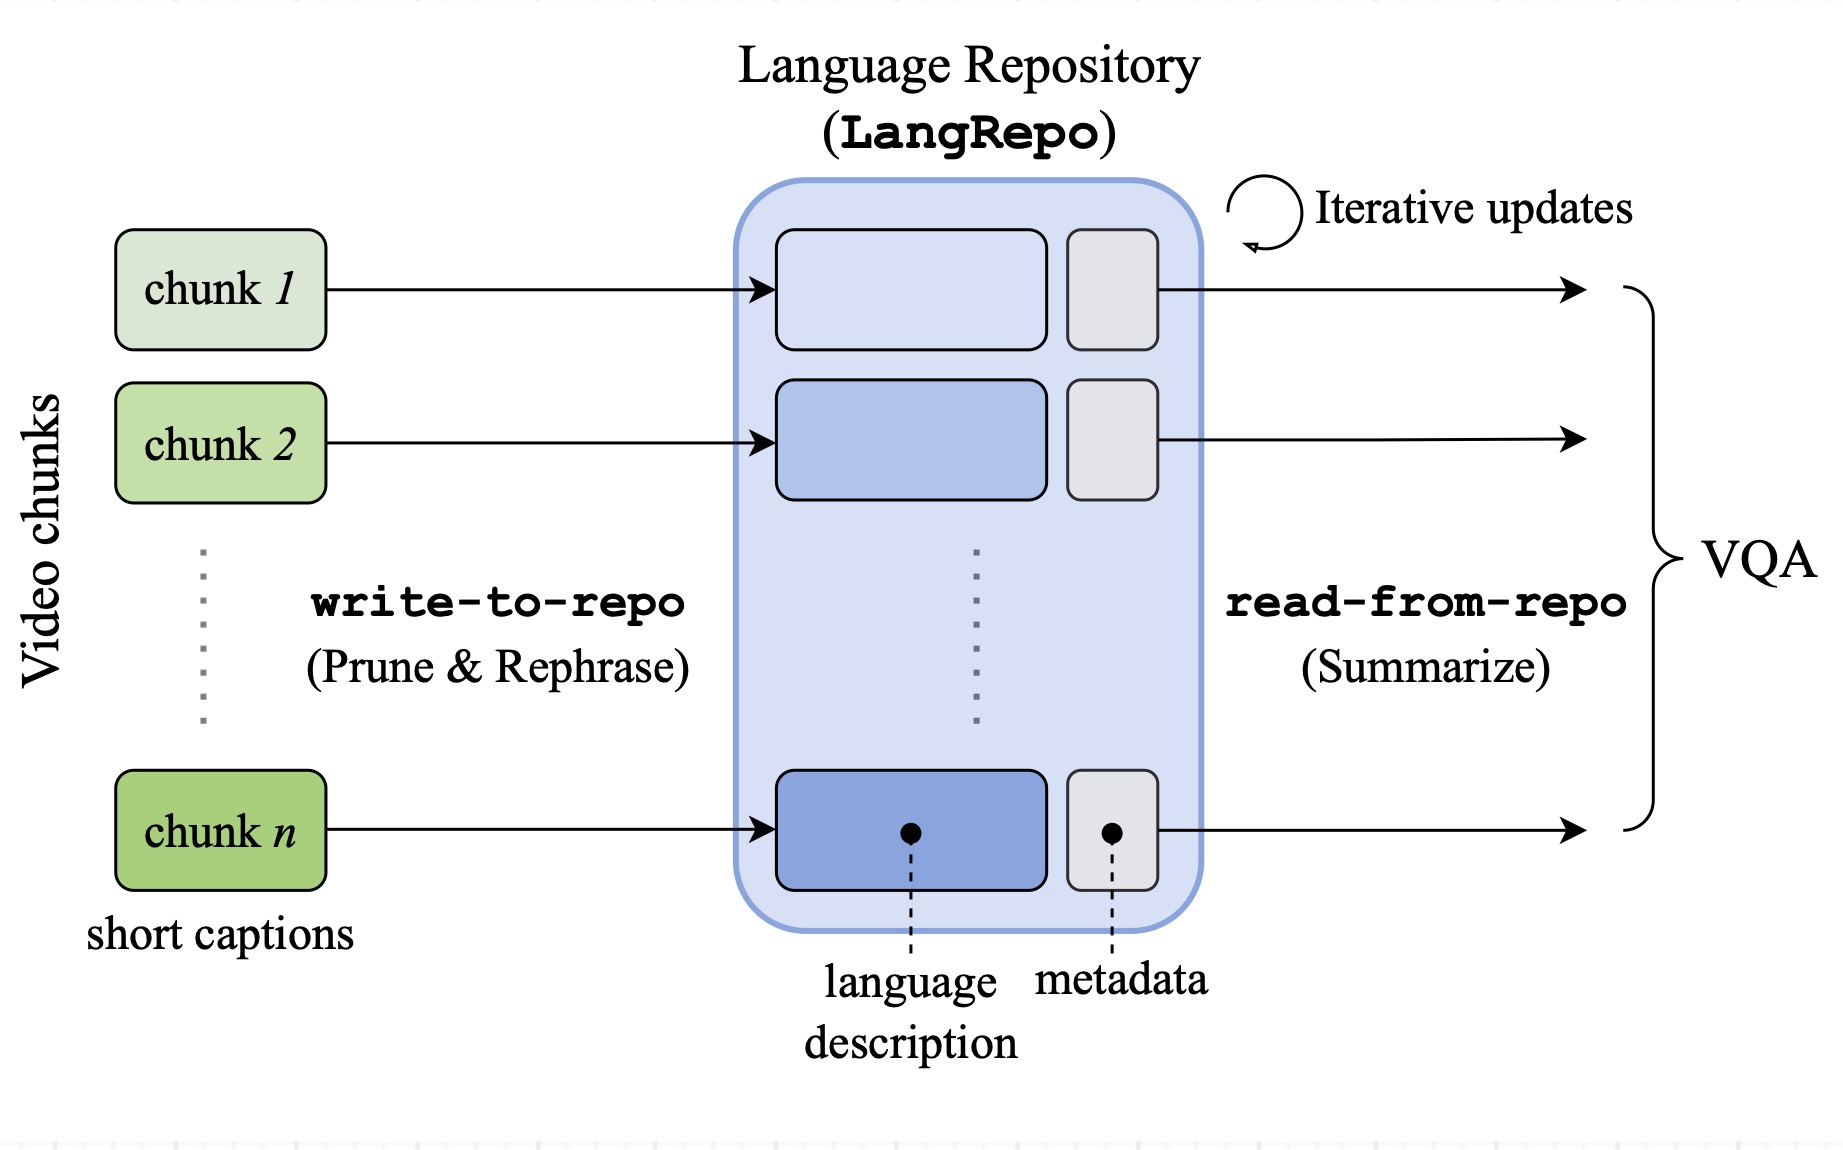 Language Repository
(LangRepo)
Iterative updates
Video chunks
chunk 1
chunk 2
write-to-repo
(Prune & Rephrase)
read-from-repo
(Summarize)
VQA
chunk n
short captions
language
description
metadata